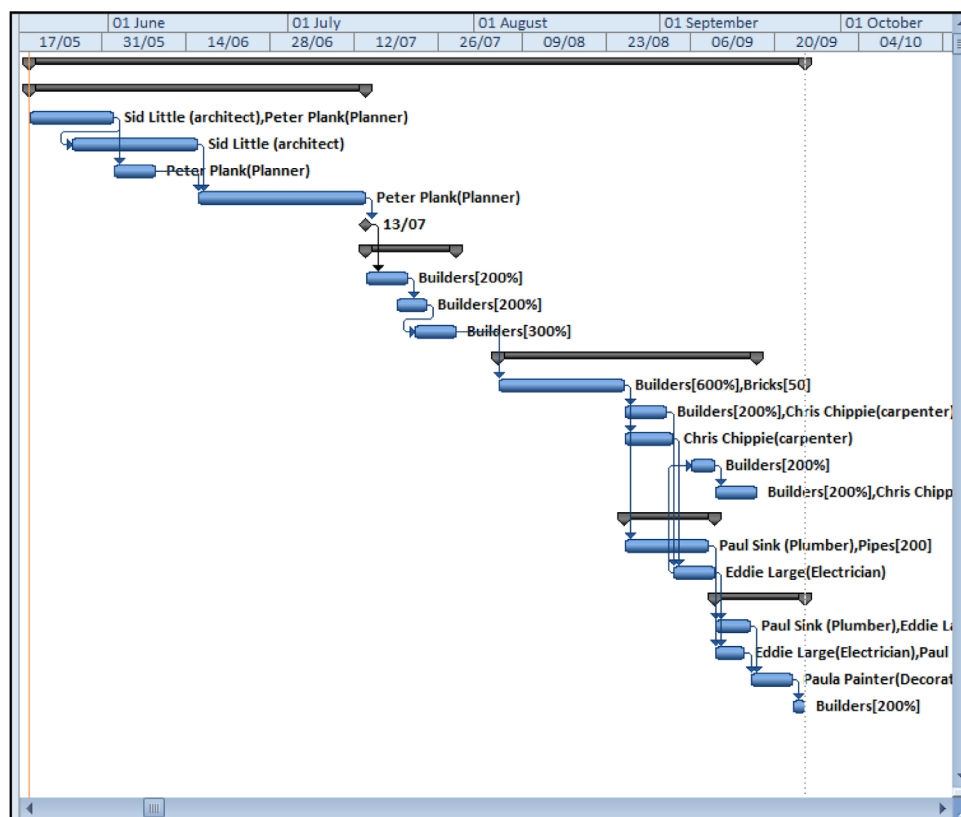 01 June 01 July 01 August 01 September 01 October
17/05 31/05 14/06 28/06 12/07 26/07 09/08 23/08 06/09 20/09 04/10
Sid Little (architect),Peter Plank(Planner)
Sid Little (architect)
Peter Plank(Planner)
Peter Plank(Planner)
13/07
Builders[200%]
Builders[200%]
Builders[300%]
Builders[600%],Bricks[50]
Builders[200%],Chris Chippie(carpenter)
Chris Chippie(carpenter)
Builders[200%]
Builders[200%],Chris Chipp
Paul Sink (Plumber),Pipes[200]
Eddie Large(Electrician)
Paul Sink (Plumber),Eddie La
Eddie Large(Electrician),Paul
Paula Painter(Decorat
Builders[200%]